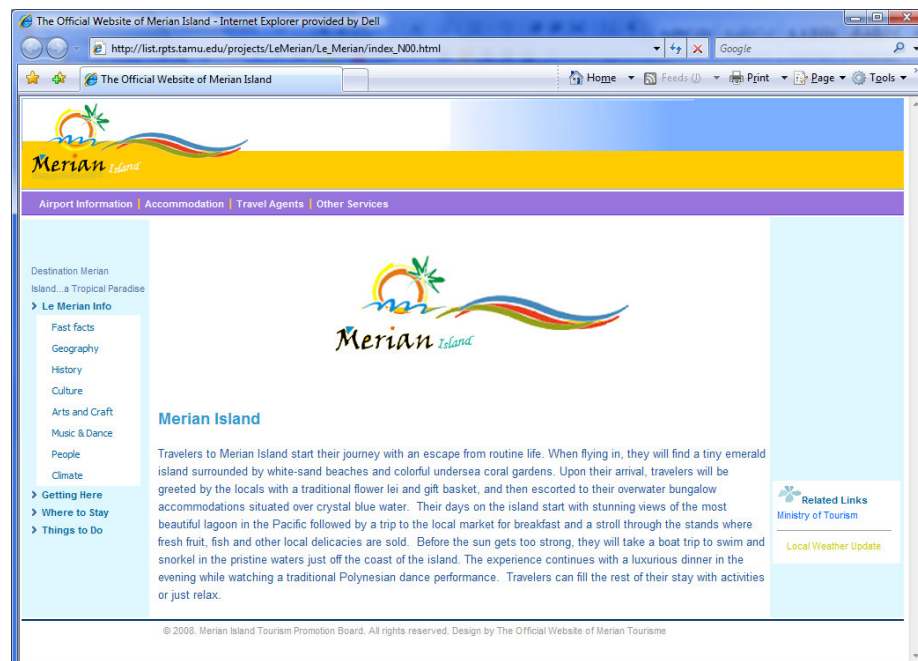 The Official Website of Merian Island - Internet Explorer provided by Dell
http://list.rpts.tamu.edu/projects/LeMerian/Le_Merian/index_N00.html
Google
The Official Website of Merian Island
Home Feeds (J) Print Page Tools
Merian Island
Airport Information | Accommodation | Travel Agents | Other Services
Destination Merian
Island...a Tropical Paradise
Le Merian Info
Fast facts
Geography
History
Culture
Arts and Craft
Music & Dance
People
Climate
Getting Here
Where to Stay
Things to Do
Merian Island
Merian Island
Travelers to Merian Island start their journey with an escape from routine life. When flying in, they will find a tiny emerald
island surrounded by white-sand beaches and colorful undersea coral gardens. Upon their arrival, travelers will be
greeted by the locals with a traditional flower lei and gift basket, and then escorted to their overwater bungalow
accommodations situated over crystal blue water. Their days on the island start with stunning views of the most
beautiful lagoon in the Pacific followed by a trip to the local market for breakfast and a stroll through the stands where
fresh fruit, fish and other local delicacies are sold. Before the sun gets too strong, they will take a boat trip to swim and
snorkel in the pristine waters just off the coast of the island. The experience continues with a luxurious dinner in the
evening while watching a traditional Polynesian dance performance. Travelers can fill the rest of their stay with activities
or just relax.
Related Links
Ministry of Tourism
Local Weather Update
© 2008. Merian Island Tourism Promotion Board. All rights reserved. Design by The Official Website of Merian Tourisme